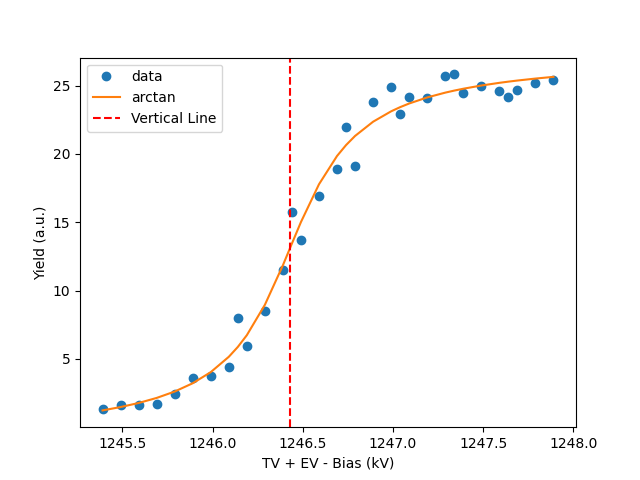 data
arctan
Vertical Line
25
20
15
10
5
Yield (a.u.)
1245.5 1246.0 1246.5 1247.0 1247.5 1248.0
TV + EV - Bias (kV)